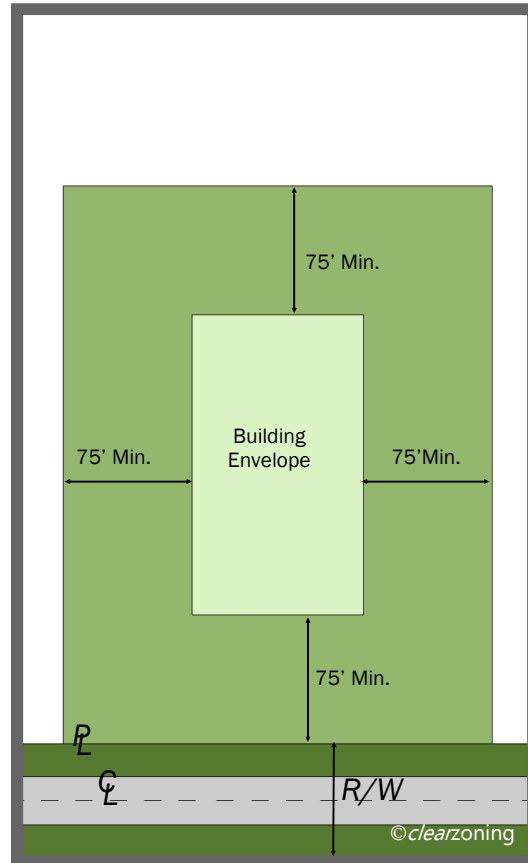 75’ Min.
Building
Envelope
75’ Min.
75’Min.
75’ Min.
PL
CL
R/W
©clearzoning